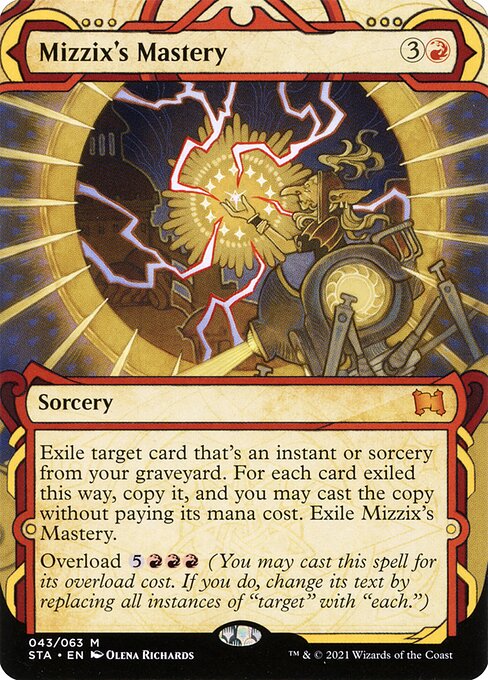 Mizzix's Mastery 3
Sorcery
Exile target card that's an instant or sorcery
from your graveyard. For each card exiled
this way, copy it, and you may cast the copy
without paying its mana cost. Exile Mizzix's
Mastery.
Overload 5 (You may cast this spell for
its overload cost. If you do, change its text by
replacing all instances of “target” with “each.”)
043/063 M
STA • EN Olena Richards
™ & © 2021 Wizards of the Coast